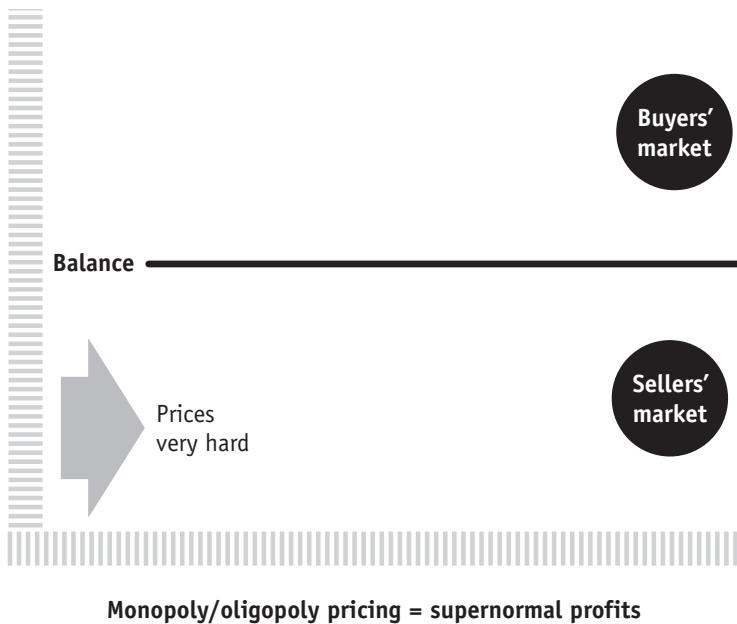 Buyers’
market
Balance
Sellers’
market
Prices
very hard
Monopoly/oligopoly pricing = supernormal profits